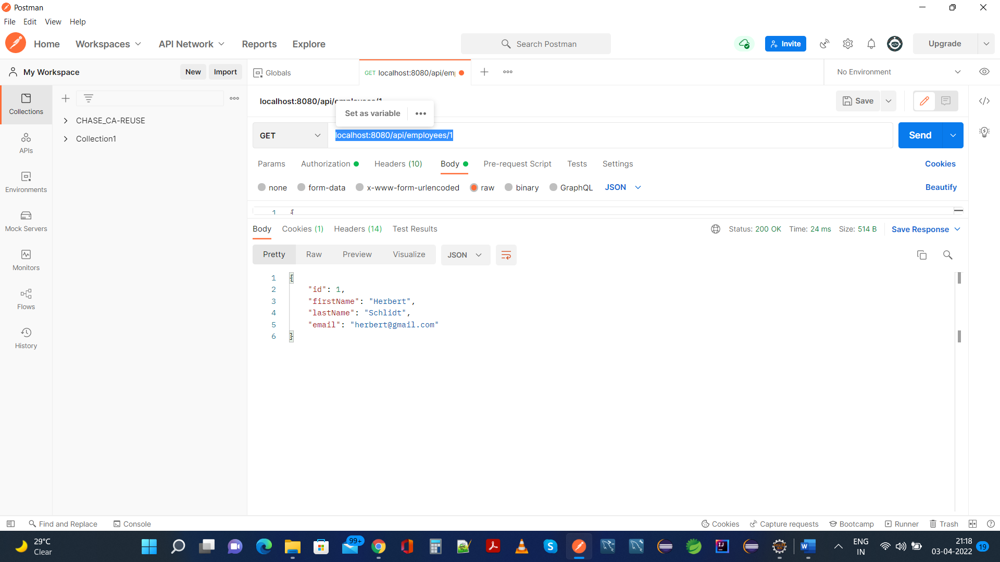 Postman
File Edit View Help
Home Workspaces API Network Reports Explore Search Postman Invite Upgrade
My Workspace New Import Globals GET localhost:8080/api/em No Environment
localhost:8080/api/employees/1 Save
Set as variable
GET localhost:8080/api/employees/1 Send
Params Authorization Headers (10) Body Pre-request Script Tests Settings Cookies
none form-data x-www-form-urlencoded raw binary GraphQL JSON Beautify
1 {
Body Cookies (1) Headers (14) Test Results Status: 200 OK Time: 24 ms Size: 514 B Save Response
Pretty Raw Preview Visualize JSON
1 {
2 "id": 1,
3 "firstName": "Herbert",
4 "lastName": "Schlidt",
5 "email": "herbert@gmail.com"
6 }
Collections
APIs
Environments
Mock Servers
Monitors
Flows
History
CHASE_CA-REUSE
Collection1
Find and Replace Console Cookies Capture requests Bootcamp Runner Trash
29°C
Clear
99+
ENG
IN
21:18
03-04-2022
19